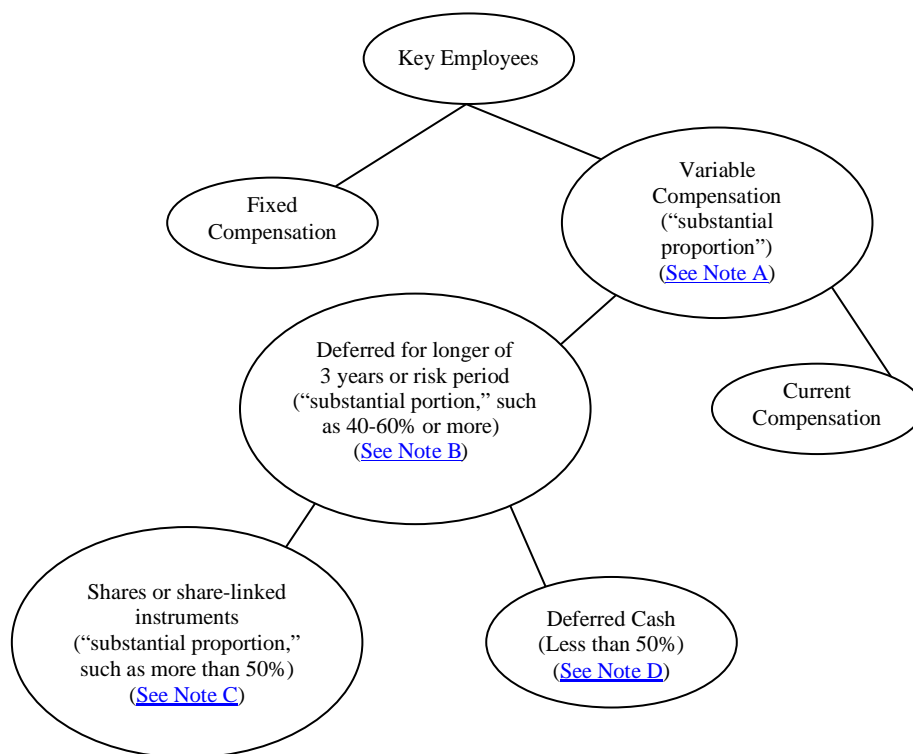 Key Employees
Fixed
Compensation
Variable
Compensation
(“substantial
proportion”)
(See Note A)
Deferred for longer of
3 years or risk period
(“substantial portion,” such
as 40-60% or more)
(See Note B)
Current
Compensation
Shares or share-linked
instruments
(“substantial proportion,”
such as more than 50%)
(See Note C)
Deferred Cash
(Less than 50%)
(See Note D)